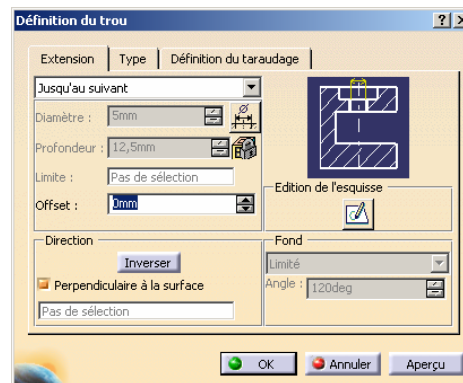 Définition du trou
Extension Type Définition du taraudage
Jusqu'au suivant
Diamètre : 5mm
Profondeur : 12,5mm
Limite : Pas de sélection
Offset : 0mm
Edition de l'esquisse
Direction
Inverser
Perpendiculaire à la surface
Pas de sélection
Fond
Limité
Angle : 120deg
OK Annuler Aperçu